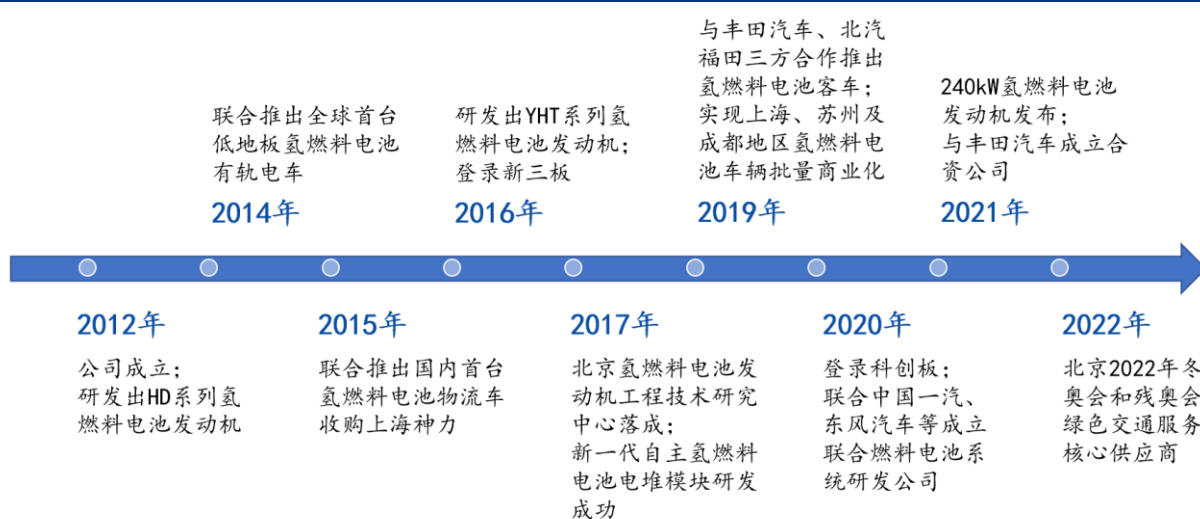 联合推出全球首台
低地板氢燃料电池
有轨电车
2014年
研发出YHT系列氢
燃料电池发动机；
登录新三板
2016年
与丰田汽车、北汽
福田三方合作推出
氢燃料电池客车；
实现上海、苏州及
成都地区氢燃料电
池车辆批量商业化
2019年
240kW氢燃料电池
发动机发布；
与丰田汽车成立合
资公司
2021年
2012年
公司成立；
研发出HD系列氢
燃料电池发动机
2015年
联合推出国内首台
氢燃料电池物流车
收购上海神力
2017年
北京氢燃料电池发
动机工程技术研究
中心落成；
新一代自主氢燃料
电池电堆模块研发
成功
2020年
登录科创板；
联合中国一汽、
东风汽车等成立
联合燃料电池系
统研发公司
2022年
北京2022年冬
奥会和残奥会
绿色交通服务
核心供应商